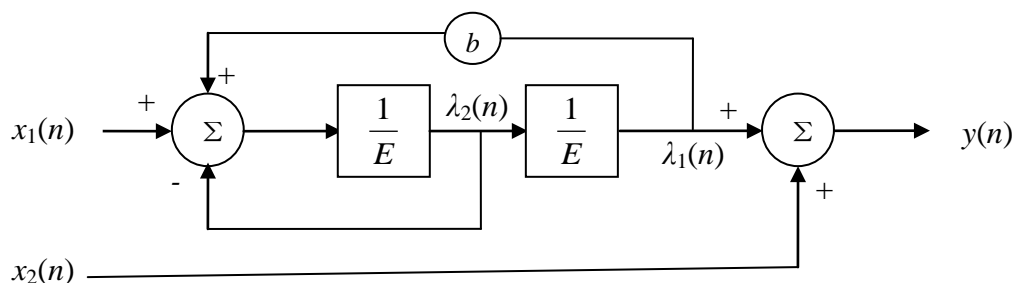 b
+
+ λ₂(n) +
x₁(n) Σ 1/E 1/E Σ y(n)
λ₁(n)
- +
x₂(n)